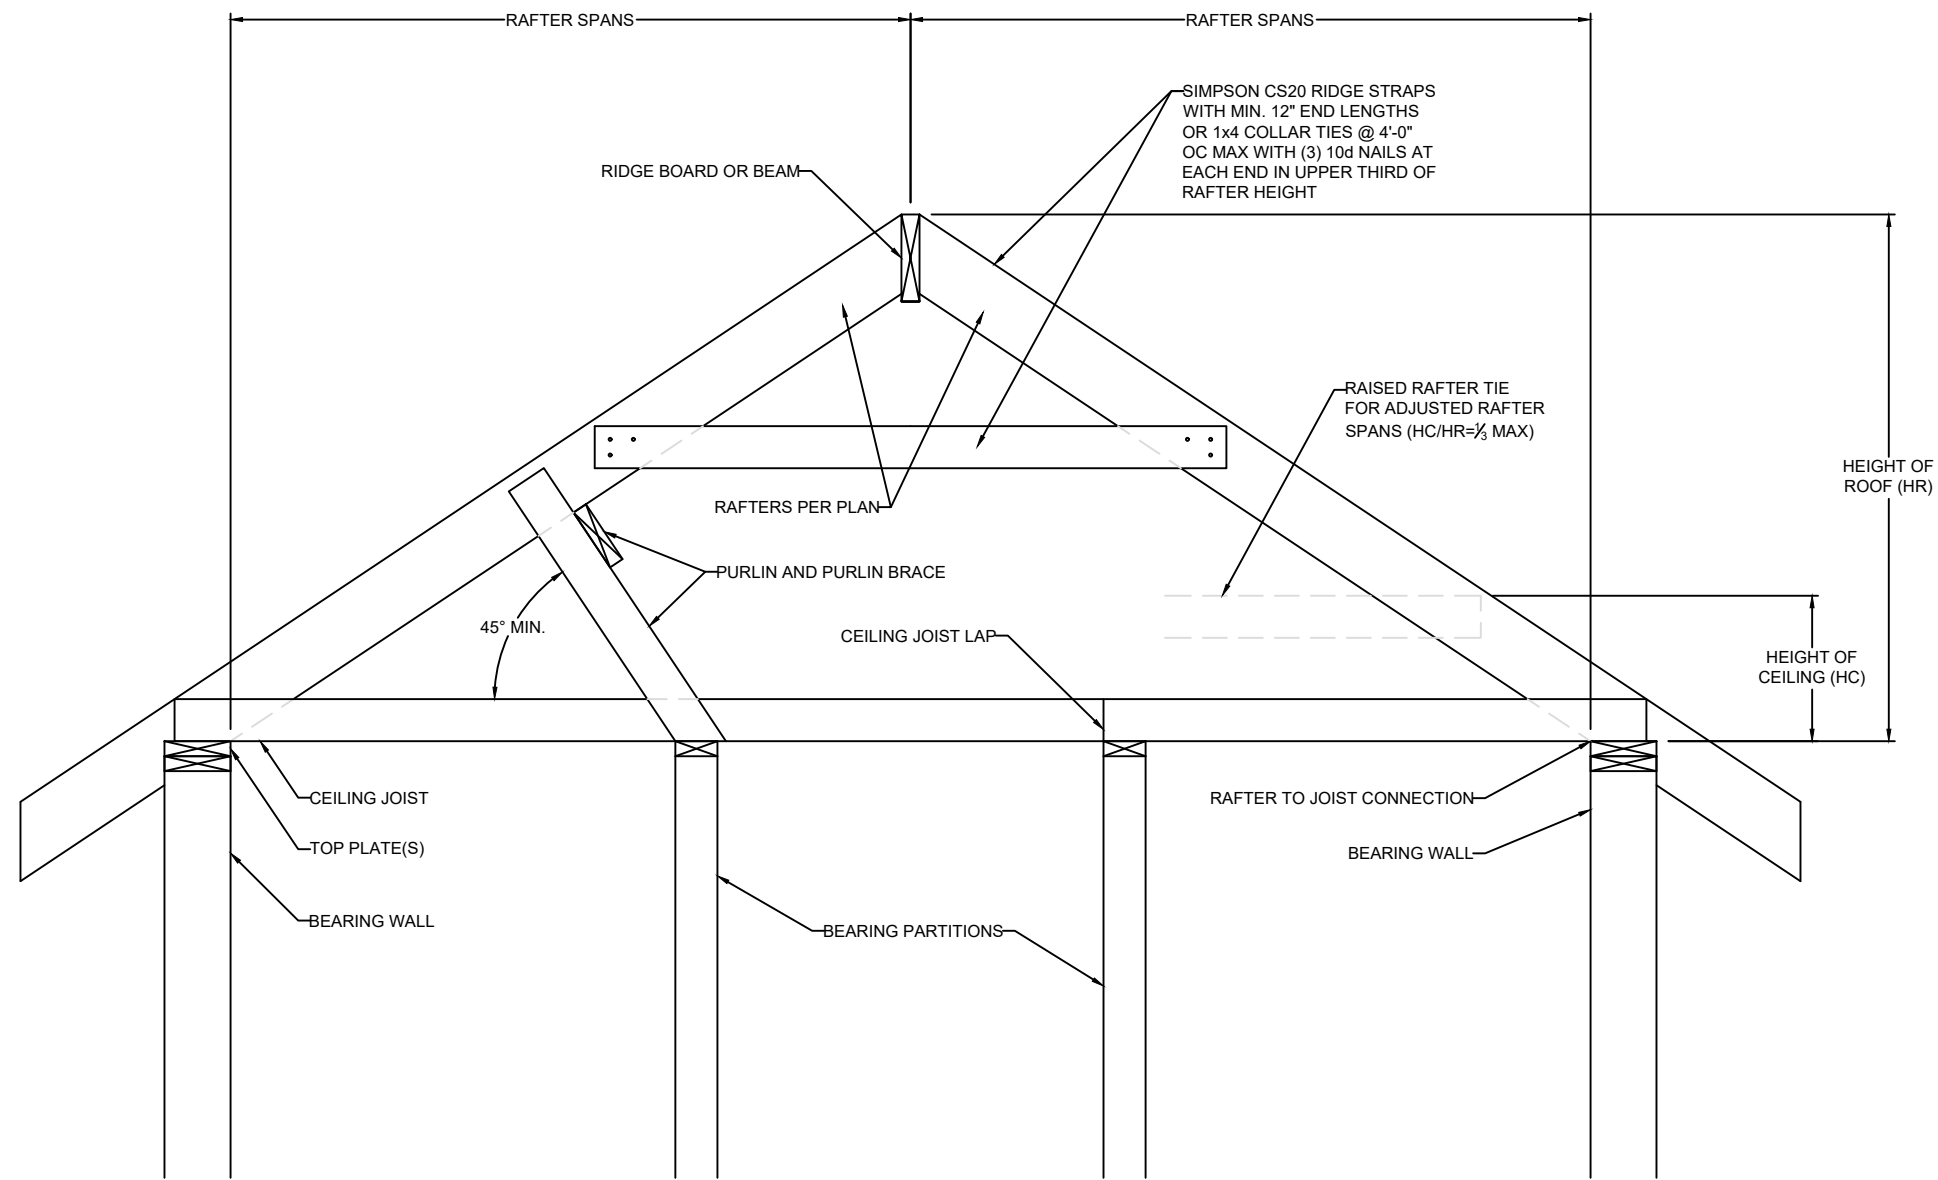 RAFTER SPANS
RAFTER SPANS
SIMPSON CS20 RIDGE STRAPS
WITH MIN. 12" END LENGTHS
OR 1x4 COLLAR TIES @ 4'-0"
OC MAX WITH (3) 10d NAILS AT
EACH END IN UPPER THIRD OF
RAFTER HEIGHT
RIDGE BOARD OR BEAM
RAISED RAFTER TIE
FOR ADJUSTED RAFTER
SPANS (HC/HR=⅓ MAX)
HEIGHT OF
ROOF (HR)
RAFTERS PER PLAN
PURLIN AND PURLIN BRACE
45° MIN.
CEILING JOIST LAP
HEIGHT OF
CEILING (HC)
CEILING JOIST
RAFTER TO JOIST CONNECTION
TOP PLATE(S)
BEARING WALL
BEARING WALL
BEARING PARTITIONS